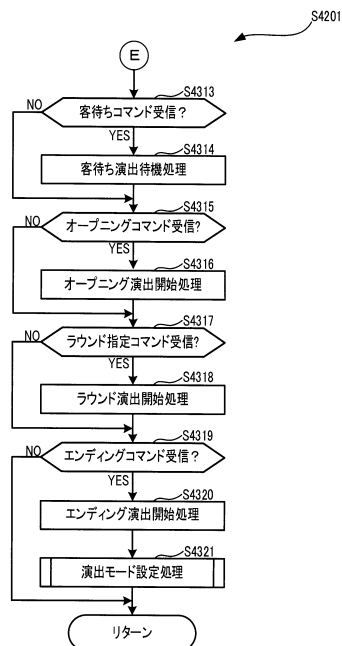 S4201
E
S4313
NO
客待ちコマンド受信？
YES
S4314
客待ち演出待機処理
S4315
NO
オープニングコマンド受信?
YES
S4316
オープニング演出開始処理
S4317
NO
ラウンド指定コマンド受信?
YES
S4318
ラウンド演出開始処理
S4319
NO
エンディングコマンド受信？
YES
S4320
エンディング演出開始処理
S4321
演出モード設定処理
リターン